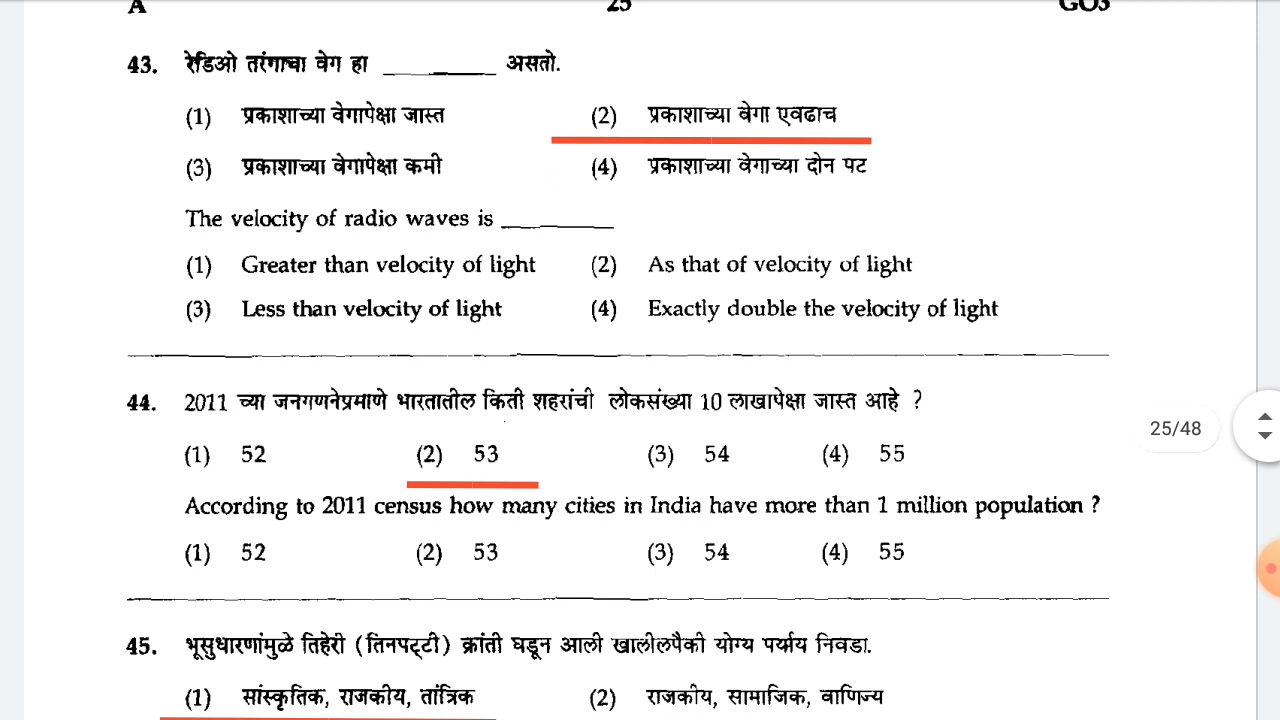 A 25 GO3
43. रेडिओ तरंगाचा वेग हा ________ असतो.
(1) प्रकाशाच्या वेगापेक्षा जास्त (2) प्रकाशाच्या वेगा एवढाच
(3) प्रकाशाच्या वेगापेक्षा कमी (4) प्रकाशाच्या वेगाच्या दोन पट
The velocity of radio waves is ________
(1) Greater than velocity of light (2) As that of velocity of light
(3) Less than velocity of light (4) Exactly double the velocity of light
44. 2011 च्या जनगणनेप्रमाणे भारतातील किती शहरांची लोकसंख्या 10 लाखापेक्षा जास्त आहे ?
25/48
(1) 52 (2) 53 (3) 54 (4) 55
According to 2011 census how many cities in India have more than 1 million population ?
(1) 52 (2) 53 (3) 54 (4) 55
45. भूसुधारणांमुळे तिहेरी (तिनपट्टी) क्रांती घडून आली खालीलपैकी योग्य पर्याय निवडा.
(1) सांस्कृतिक, राजकीय, तांत्रिक (2) राजकीय, सामाजिक, वाणिज्य